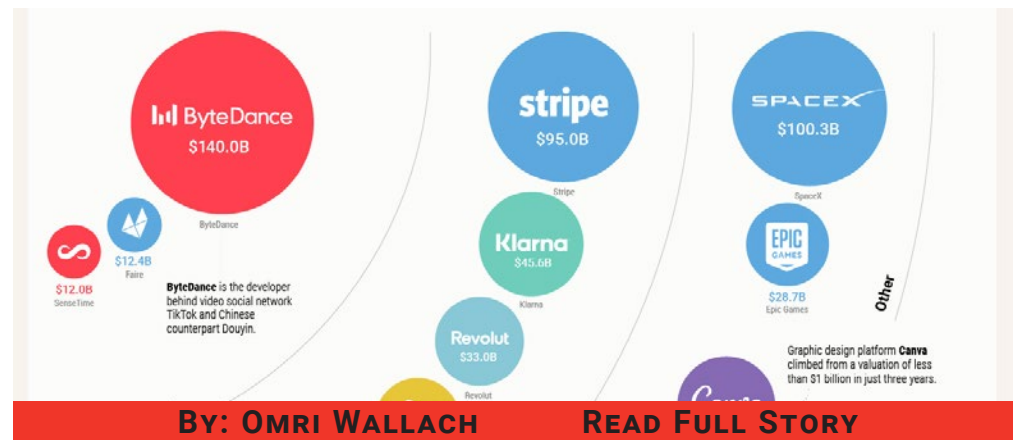 ByteDance
$140.0B
ByteDance
$12.4B
Faire
$12.0B
SenseTime
ByteDance is the developer
behind video social network
TikTok and Chinese
counterpart Douyin.
stripe
$95.0B
Stripe
Klarna
$45.6B
Klarna
Revolut
$33.0B
Revolut
SPACEX
$100.3B
SpaceX
EPIC
GAMES
$28.7B
Epic Games
Other
Graphic design platform Canva
climbed from a valuation of less
than $1 billion in just three years.
Canva
By: Omri Wallach
Read Full Story